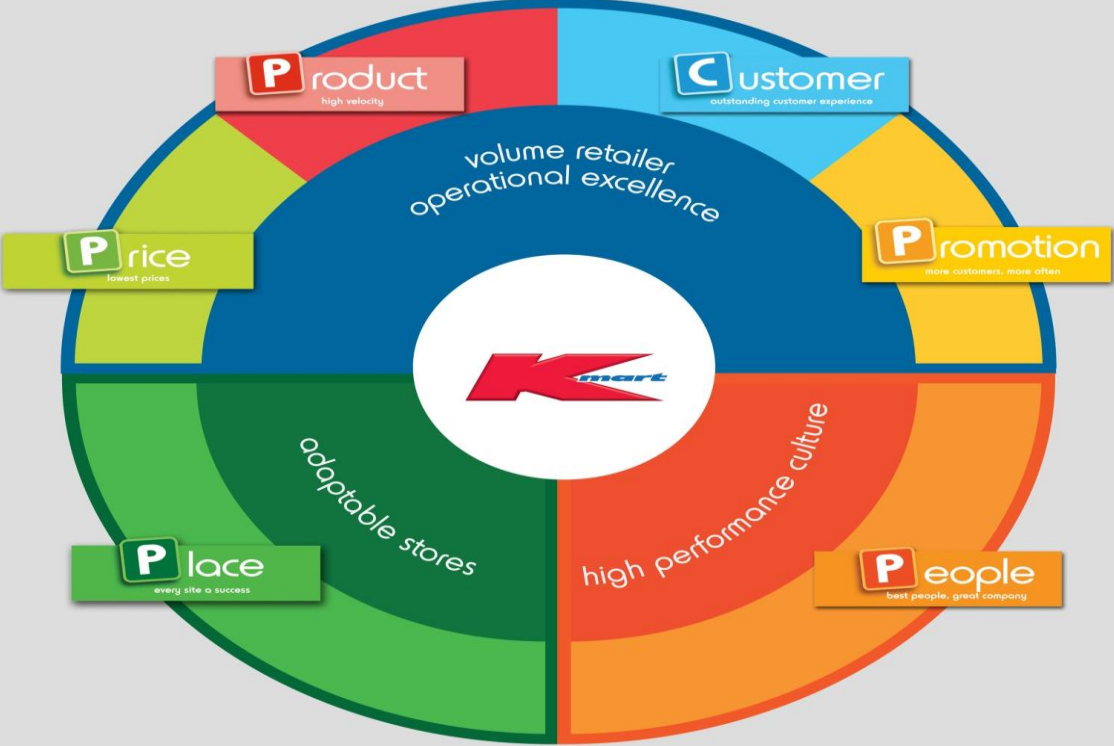 Product
high velocity
Customer
outstanding customer experience
volume retailer
operational excellence
Price
lowest prices
Promotion
more customers, more often
Kmart
adaptable stores
high performance culture
Place
every site a success
People
best people, great company